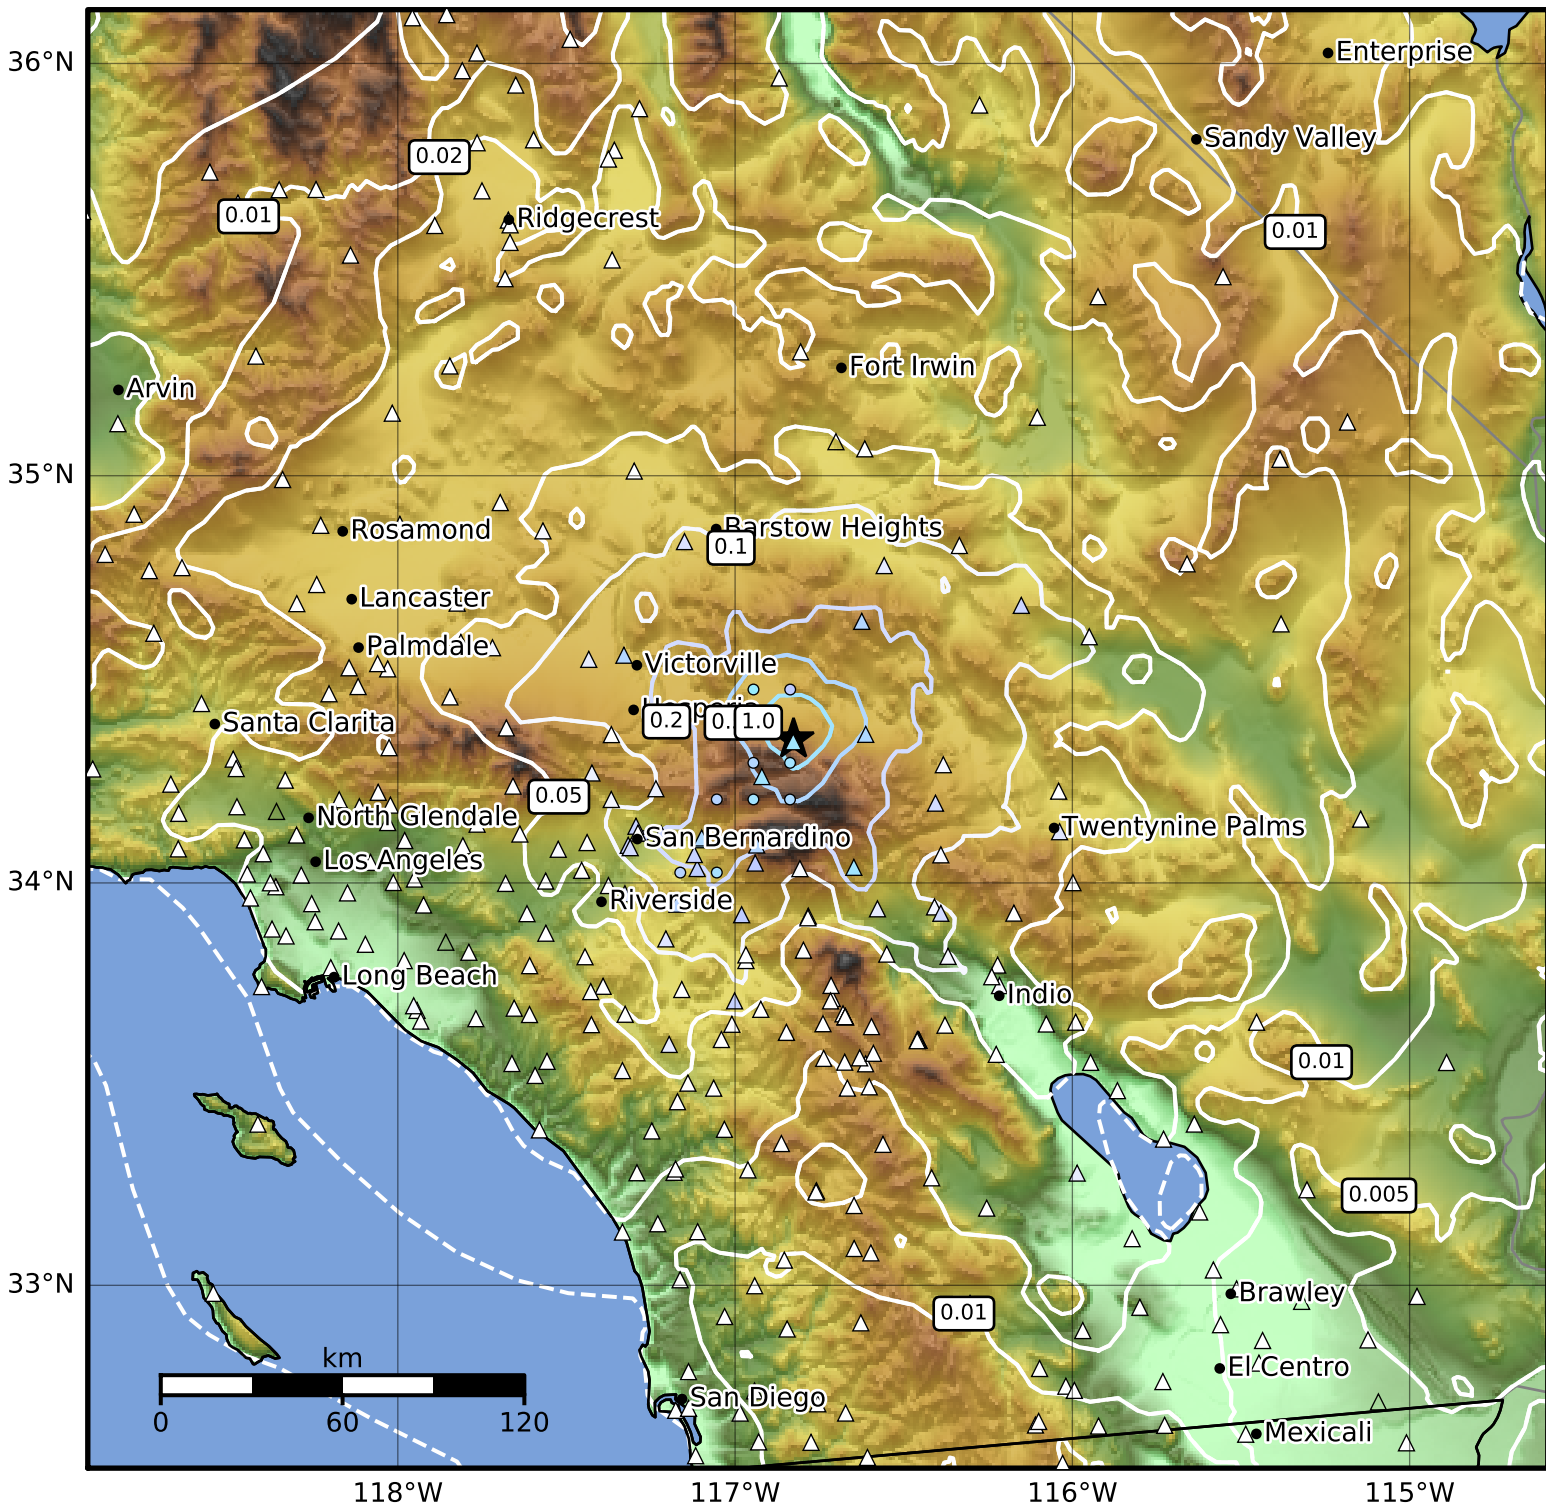 36°N
Enterprise
Sandy Valley
0.02
0.01
Ridgecrest
0.01
Fort Irwin
Arvin
35°N
Rosamond
Barstow Heights
0.1
Lancaster
Palmdale
Victorville
Santa Clarita
0.2
1.0
0.05
North Glendale
San Bernardino
Twentynine Palms
Los Angeles
34°N
Riverside
Long Beach
Indio
0.01
0.005
33°N
Brawley
0.01
km
El Centro
San Diego
0
60
120
Mexicali
118°W
117°W
116°W
115°W